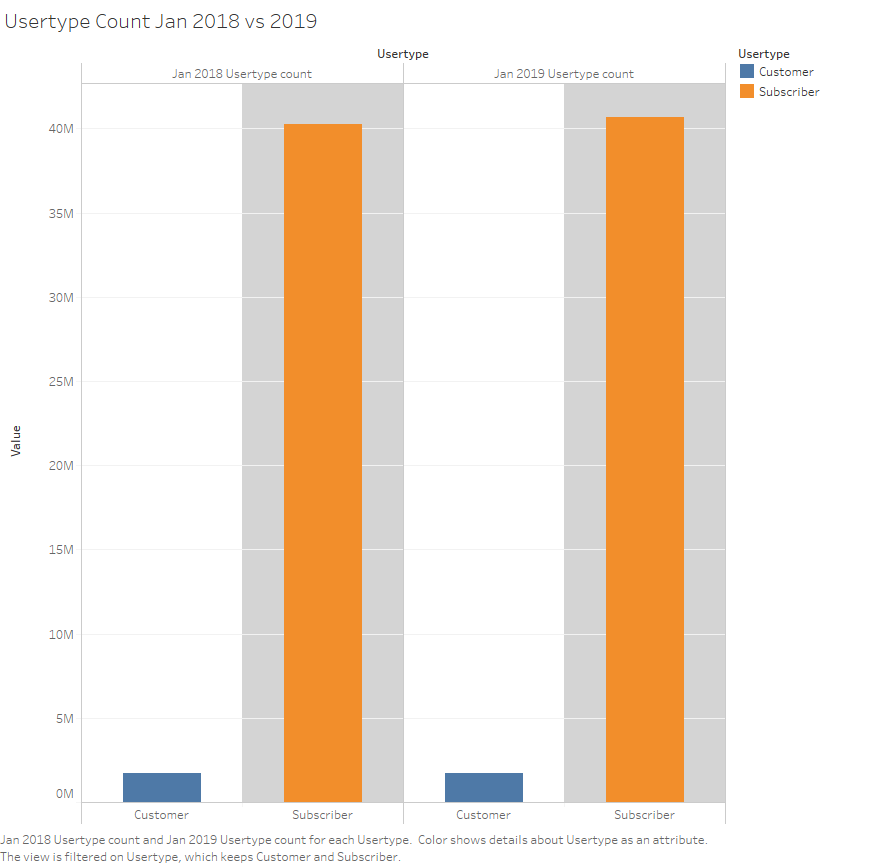 Usertype Count Jan 2018 vs 2019
Usertype
Jan 2018 Usertype count
Jan 2019 Usertype count
Usertype
Customer
Subscriber
Value
40M
35M
30M
25M
20M
15M
10M
5M
0M
Customer
Subscriber
Customer
Subscriber
Jan 2018 Usertype count and Jan 2019 Usertype count for each Usertype.  Color shows details about Usertype as an attribute.
The view is filtered on Usertype, which keeps Customer and Subscriber.